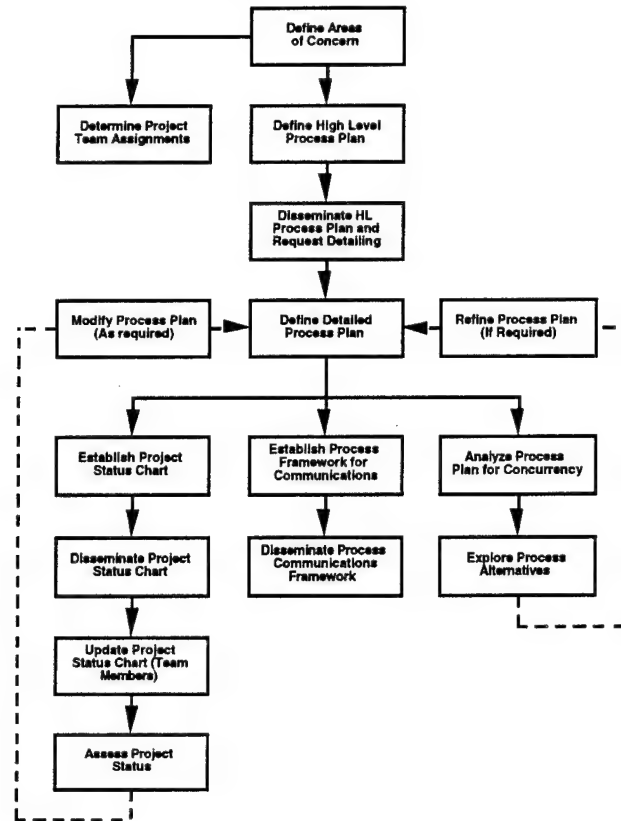 Define Areas
of Concern
Determine Project
Team Assignments
Define High Level
Process Plan
Disseminate HL
Process Plan and
Request Detailing
Modify Process Plan
(As required)
Define Detailed
Process Plan
Refine Process Plan
(If Required)
Establish Project
Status Chart
Establish Process
Framework for
Communications
Analyze Process
Plan for Concurrency
Disseminate Project
Status Chart
Disseminate Process
Communications
Framework
Explore Process
Alternatives
Update Project
Status Chart (Team
Members)
Assess Project
Status